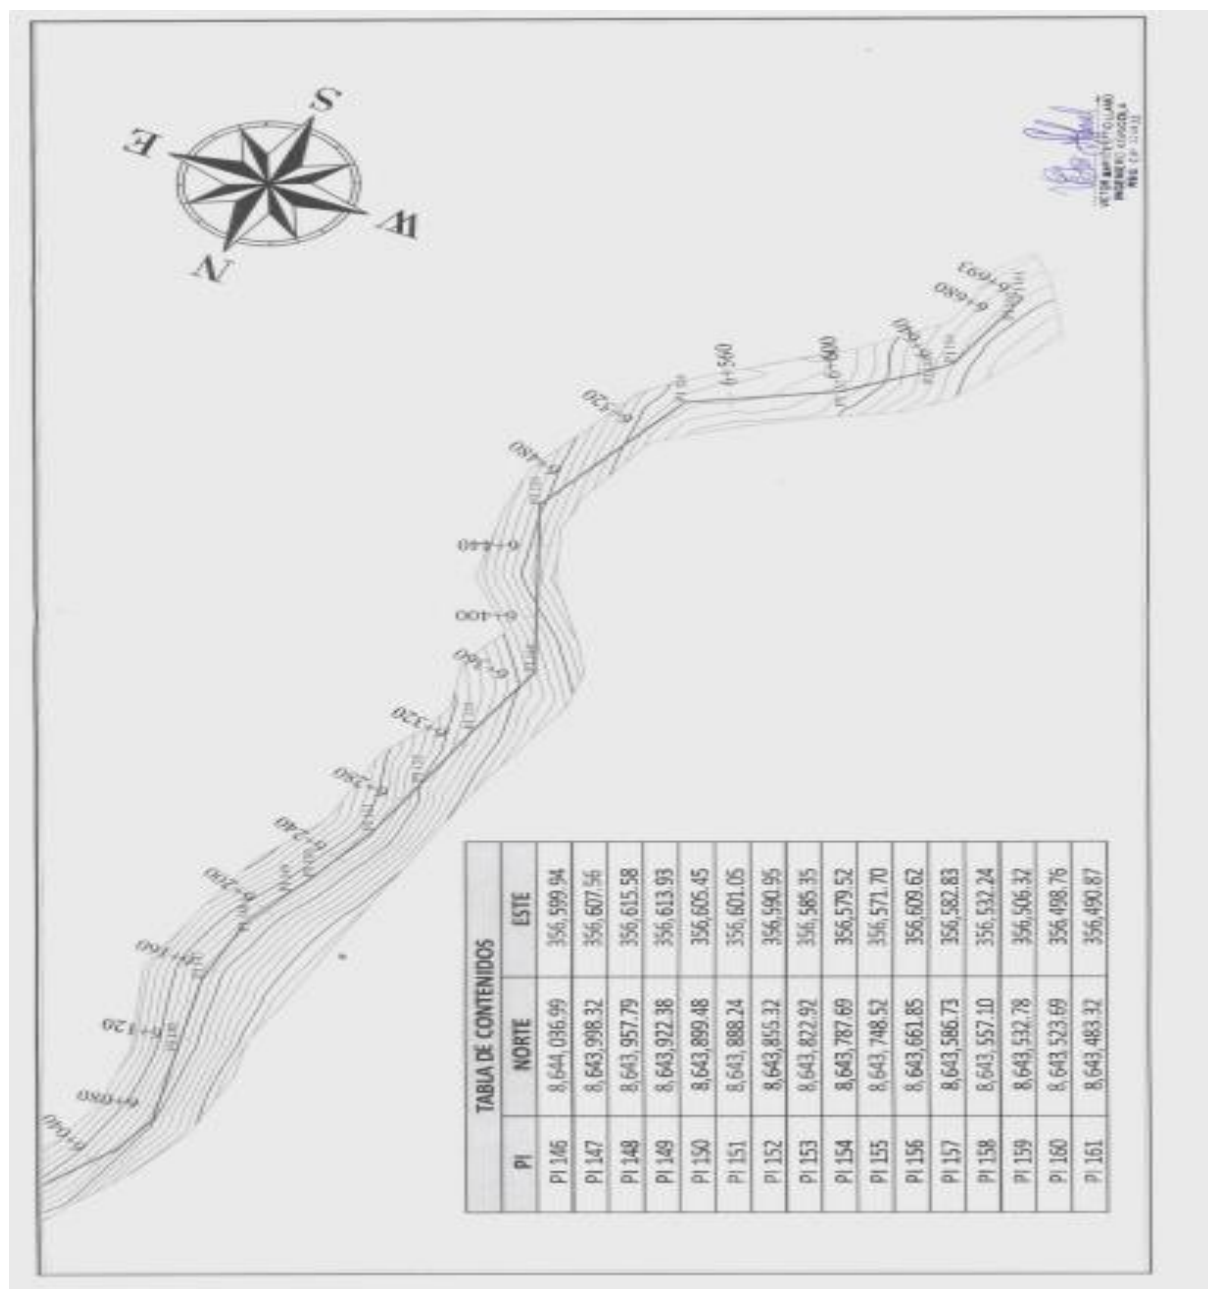 S
E
W
N
6+693
6+680
6+640
6+600
6+560
6+520
6+480
6+440
6+400
6+360
6+320
6+280
6+240
6+200
6+160
6+120
6+080
6+040
TABLA DE CONTENIDOS
PI NORTE ESTE
PI 146 8,644,036.99 356,599.94
PI 147 8,643,998.32 356,607.56
PI 148 8,643,957.79 356,615.58
PI 149 8,643,922.38 356,613.93
PI 150 8,643,899.48 356,605.45
PI 151 8,643,888.24 356,601.05
PI 152 8,643,855.32 356,590.95
PI 153 8,643,822.92 356,585.35
PI 154 8,643,787.69 356,579.52
PI 155 8,643,748.52 356,571.70
PI 156 8,643,661.85 356,609.62
PI 157 8,643,586.73 356,582.83
PI 158 8,643,557.10 356,532.24
PI 159 8,643,532.78 356,506.32
PI 160 8,643,523.69 356,498.76
PI 161 8,643,483.32 356,490.87